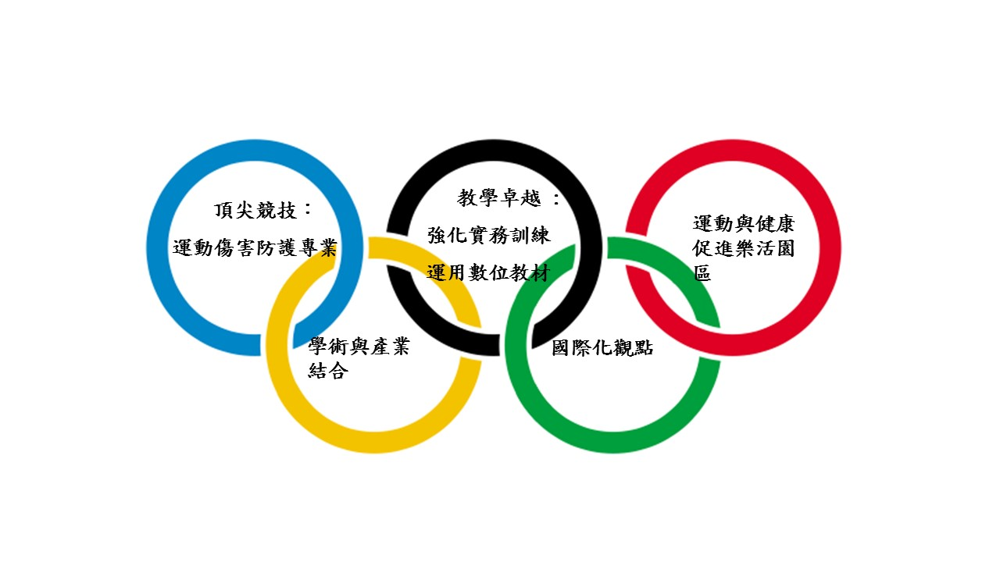 頂尖競技：
運動傷害防護專業
教學卓越：
強化實務訓練
運用數位教材
運動與健康
促進樂活園
區
學術與產業
結合
國際化觀點